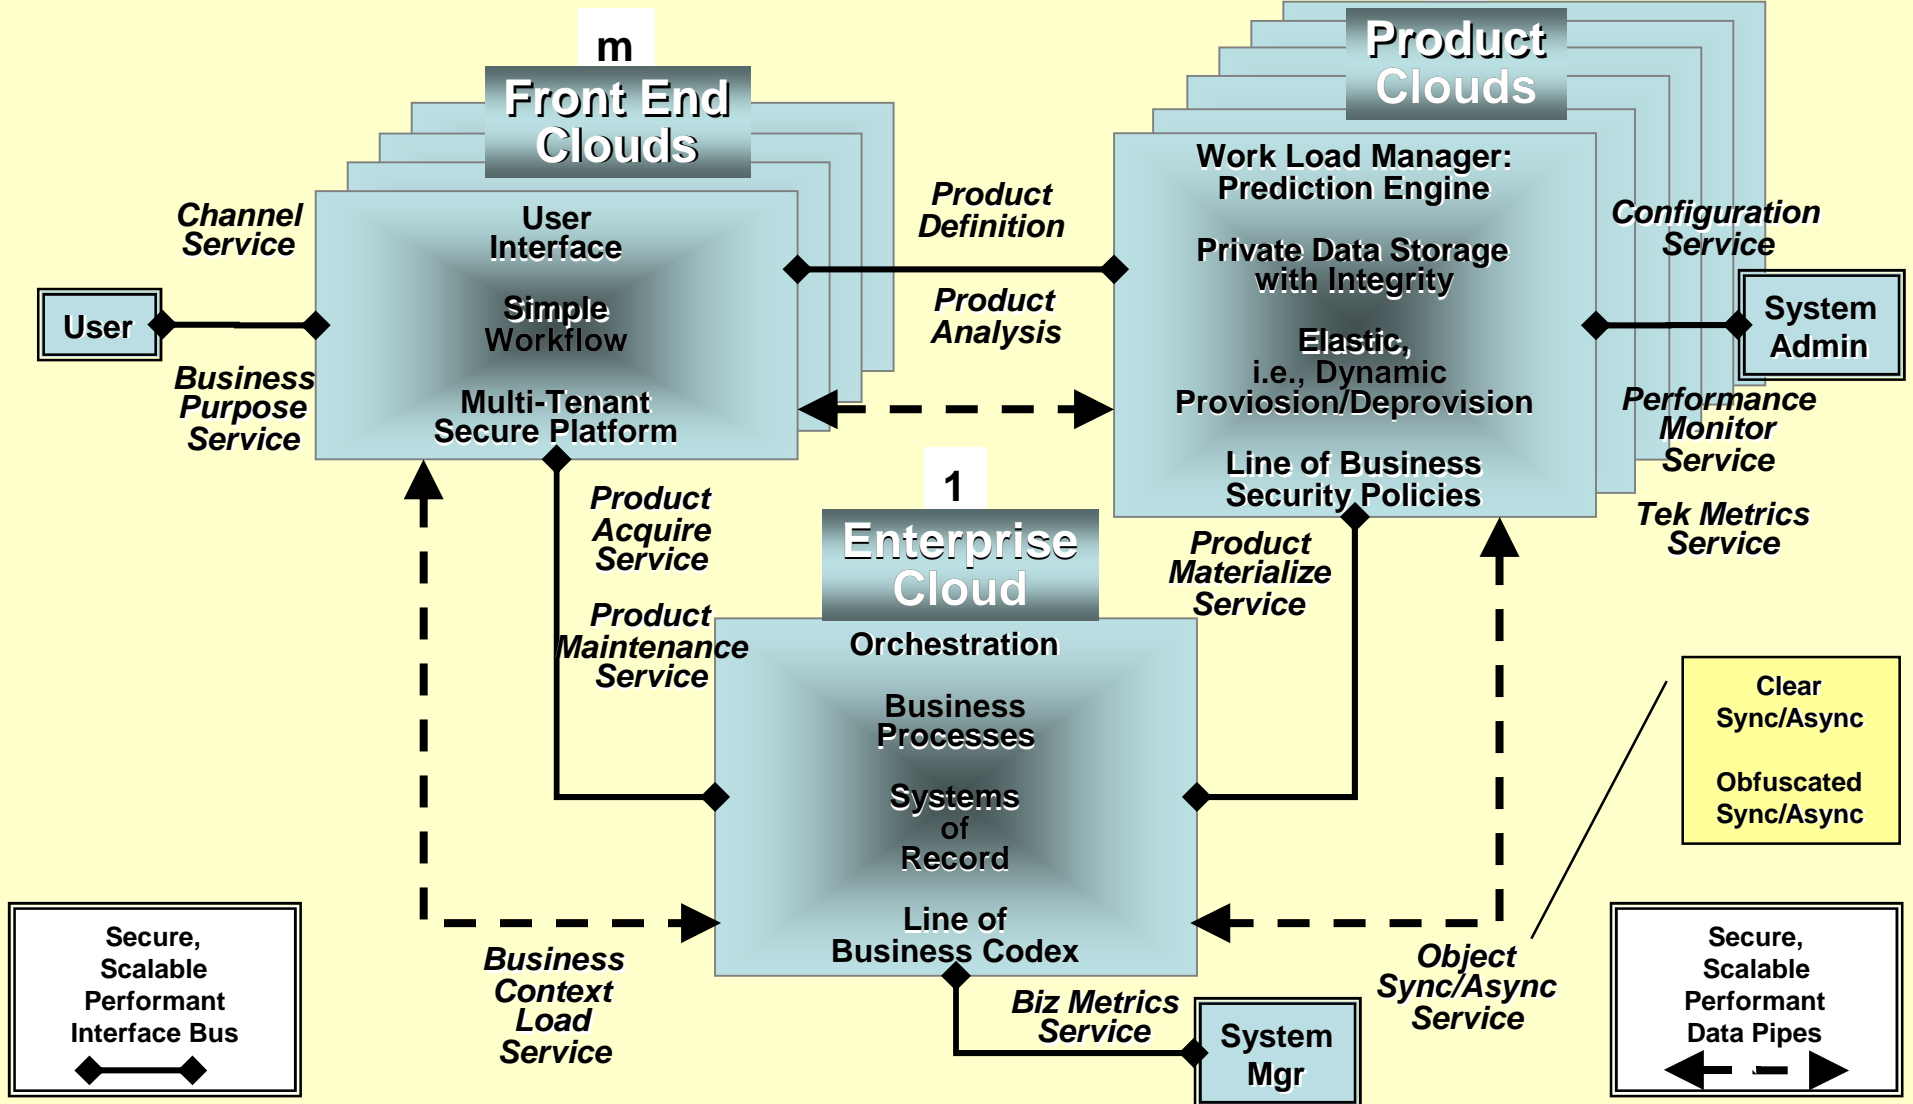 m
Front End
Clouds
User
Interface
Simple
Workflow
Multi-Tenant
Secure Platform
Channel
Service
User
Business
Purpose
Service
Product
Definition
Product
Analysis
Product
Clouds
Work Load Manager:
Prediction Engine
Private Data Storage
with Integrity
Elastic,
i.e., Dynamic
Proviosion/Deprovision
Line of Business
Security Policies
Configuration
Service
System
Admin
Performance
Monitor
Service
Tek Metrics
Service
Product
Acquire
Service
Product
Maintenance
Service
1
Enterprise
Cloud
Orchestration
Business
Processes
Systems
of
Record
Line of
Business Codex
Product
Materialize
Service
Clear
Sync/Async
Obfuscated
Sync/Async
Secure,
Scalable
Performant
Interface Bus
Business
Context
Load
Service
Biz Metrics
Service
System
Mgr
Object
Sync/Async
Service
Secure,
Scalable
Performant
Data Pipes